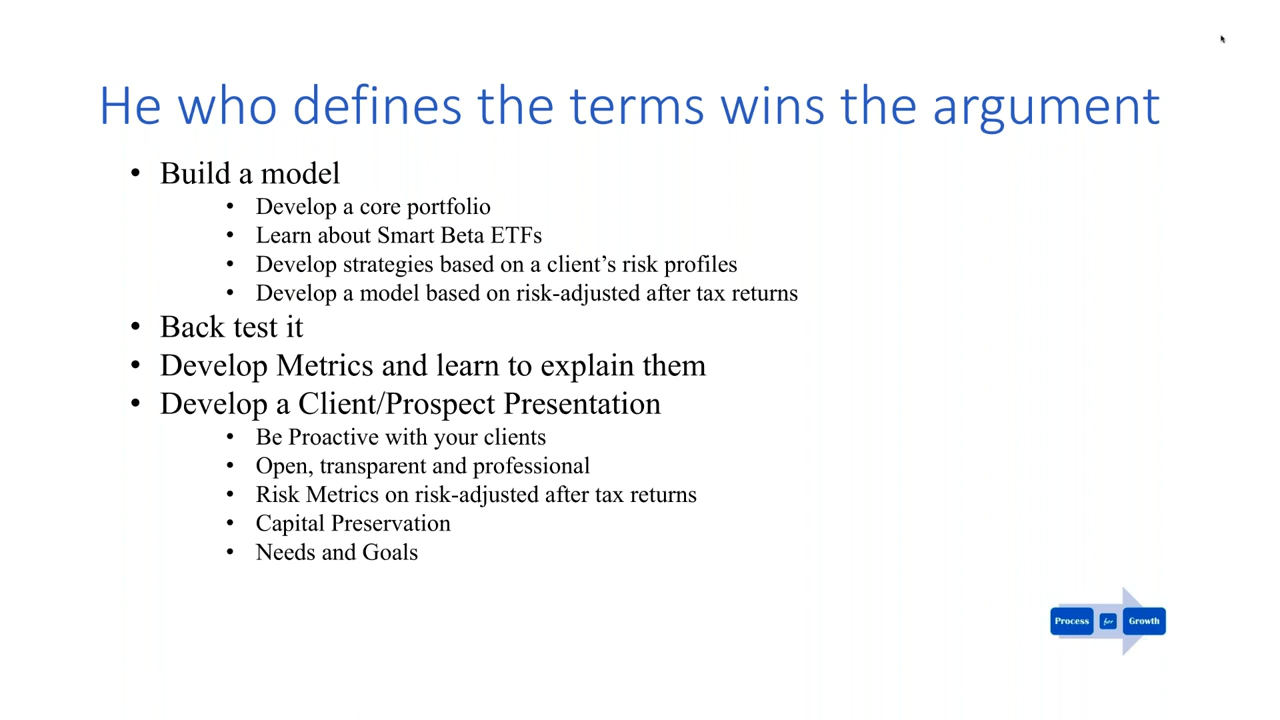 He who defines the terms wins the argument
• Build a model
• Develop a core portfolio
• Learn about Smart Beta ETFs
• Develop strategies based on a client’s risk profiles
• Develop a model based on risk-adjusted after tax returns
• Back test it
• Develop Metrics and learn to explain them
• Develop a Client/Prospect Presentation
• Be Proactive with your clients
• Open, transparent and professional
• Risk Metrics on risk-adjusted after tax returns
• Capital Preservation
• Needs and Goals
Process for Growth